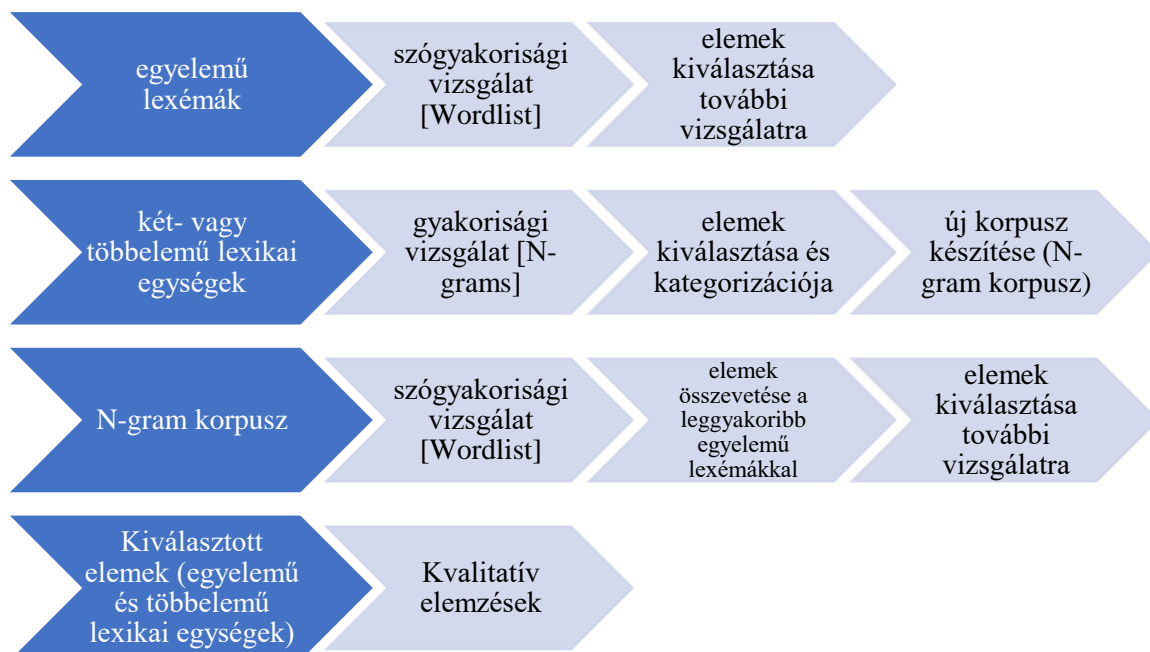 egyelemű
lexémák
szógyakorisági
vizsgálat
[Wordlist]
elemek
kiválasztása
további
vizsgálatra
két- vagy
többelemű lexikai
egységek
gyakorisági
vizsgálat [N-
grams]
elemek
kiválasztása és
kategorizációja
új korpusz
készítése (N-
gram korpusz)
N-gram korpusz
szógyakorisági
vizsgálat
[Wordlist]
elemek
összevetése a
leggyakoribb
egyelemű
lexémákkal
elemek
kiválasztása
további
vizsgálatra
Kiválasztott
elemek (egyelemű
és többelemű
lexikai egységek)
Kvalitatív
elemzések